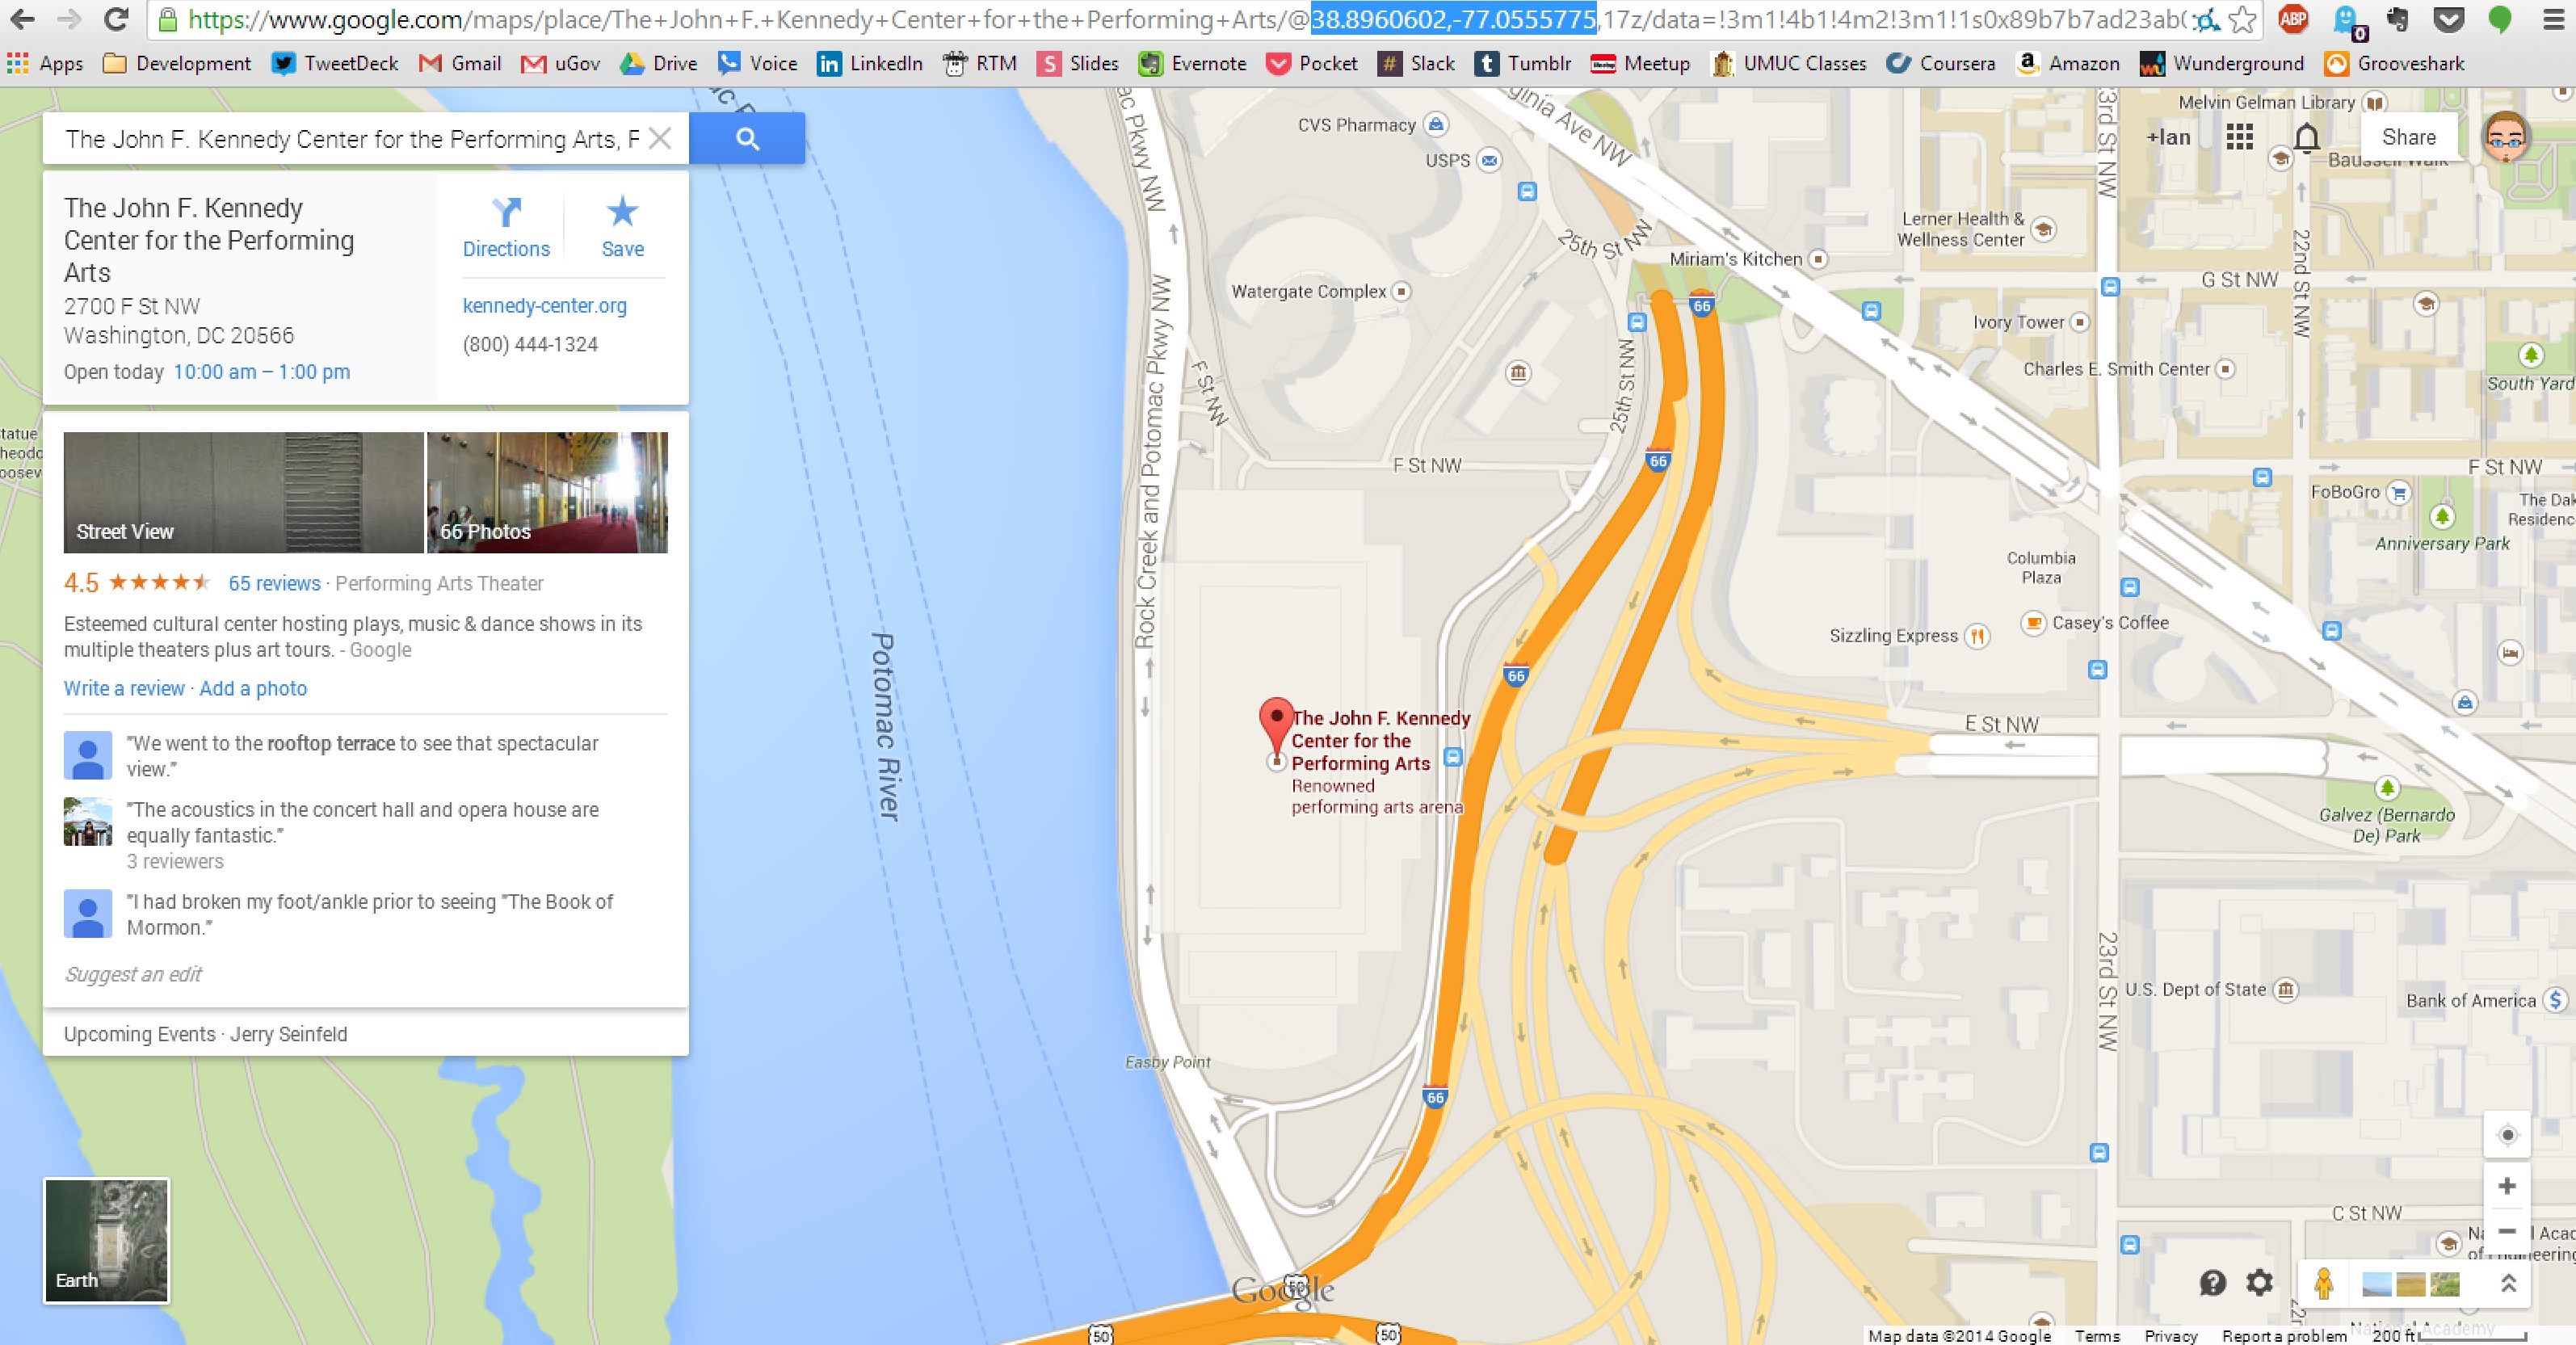 https://www.google.com/maps/place/The+John+F.+Kennedy+Center+for+the+Performing+Arts/@38.8960602,-77.0555775,17z/data=!3m1!4b1!4m2!3m1!1s0x89b7b7ad23ab
ABP
0
Apps Development TweetDeck Gmail uGov Drive Voice LinkedIn RTM Slides Evernote Pocket Slack Tumblr Meetup UMUC Classes Coursera Amazon Wunderground Grooveshark
The John F. Kennedy Center for the Performing Arts, F
The John F. Kennedy
Center for the Performing
Arts
2700 F St NW
Washington, DC 20566
Open today 10:00 am – 1:00 pm
Directions
Save
kennedy-center.org
(800) 444-1324
Street View
66 Photos
4.5 65 reviews · Performing Arts Theater
Esteemed cultural center hosting plays, music & dance shows in its
multiple theaters plus art tours. - Google
Write a review · Add a photo
"We went to the rooftop terrace to see that spectacular
view."
"The acoustics in the concert hall and opera house are
equally fantastic."
3 reviewers
"I had broken my foot/ankle prior to seeing "The Book of
Mormon."
Suggest an edit
Upcoming Events · Jerry Seinfeld
Earth
Potomac River
Rock Creek and Potomac Pkwy NW
F St NW
CVS Pharmacy
USPS
Watergate Complex
25th St NW
25th St NW
F St NW
Miriam's Kitchen
66
66
66
66
The John F. Kennedy
Center for the
Performing Arts
Renowned
performing arts arena
Easby Point
Google
50
50
50
Melvin Gelman Library
+Ian
Share
Lerner Health &
Wellness Center
G St NW
22nd St NW
Ivory Tower
Charles E. Smith Center
South Yard
F St NW
FoBoGro
Anniversary Park
Columbia
Plaza
Casey's Coffee
Sizzling Express
E St NW
Galvez (Bernardo
De) Park
23rd St NW
U.S. Dept of State
Bank of America
C St NW
Map data ©2014 Google Terms Privacy Report a problem 200 ft